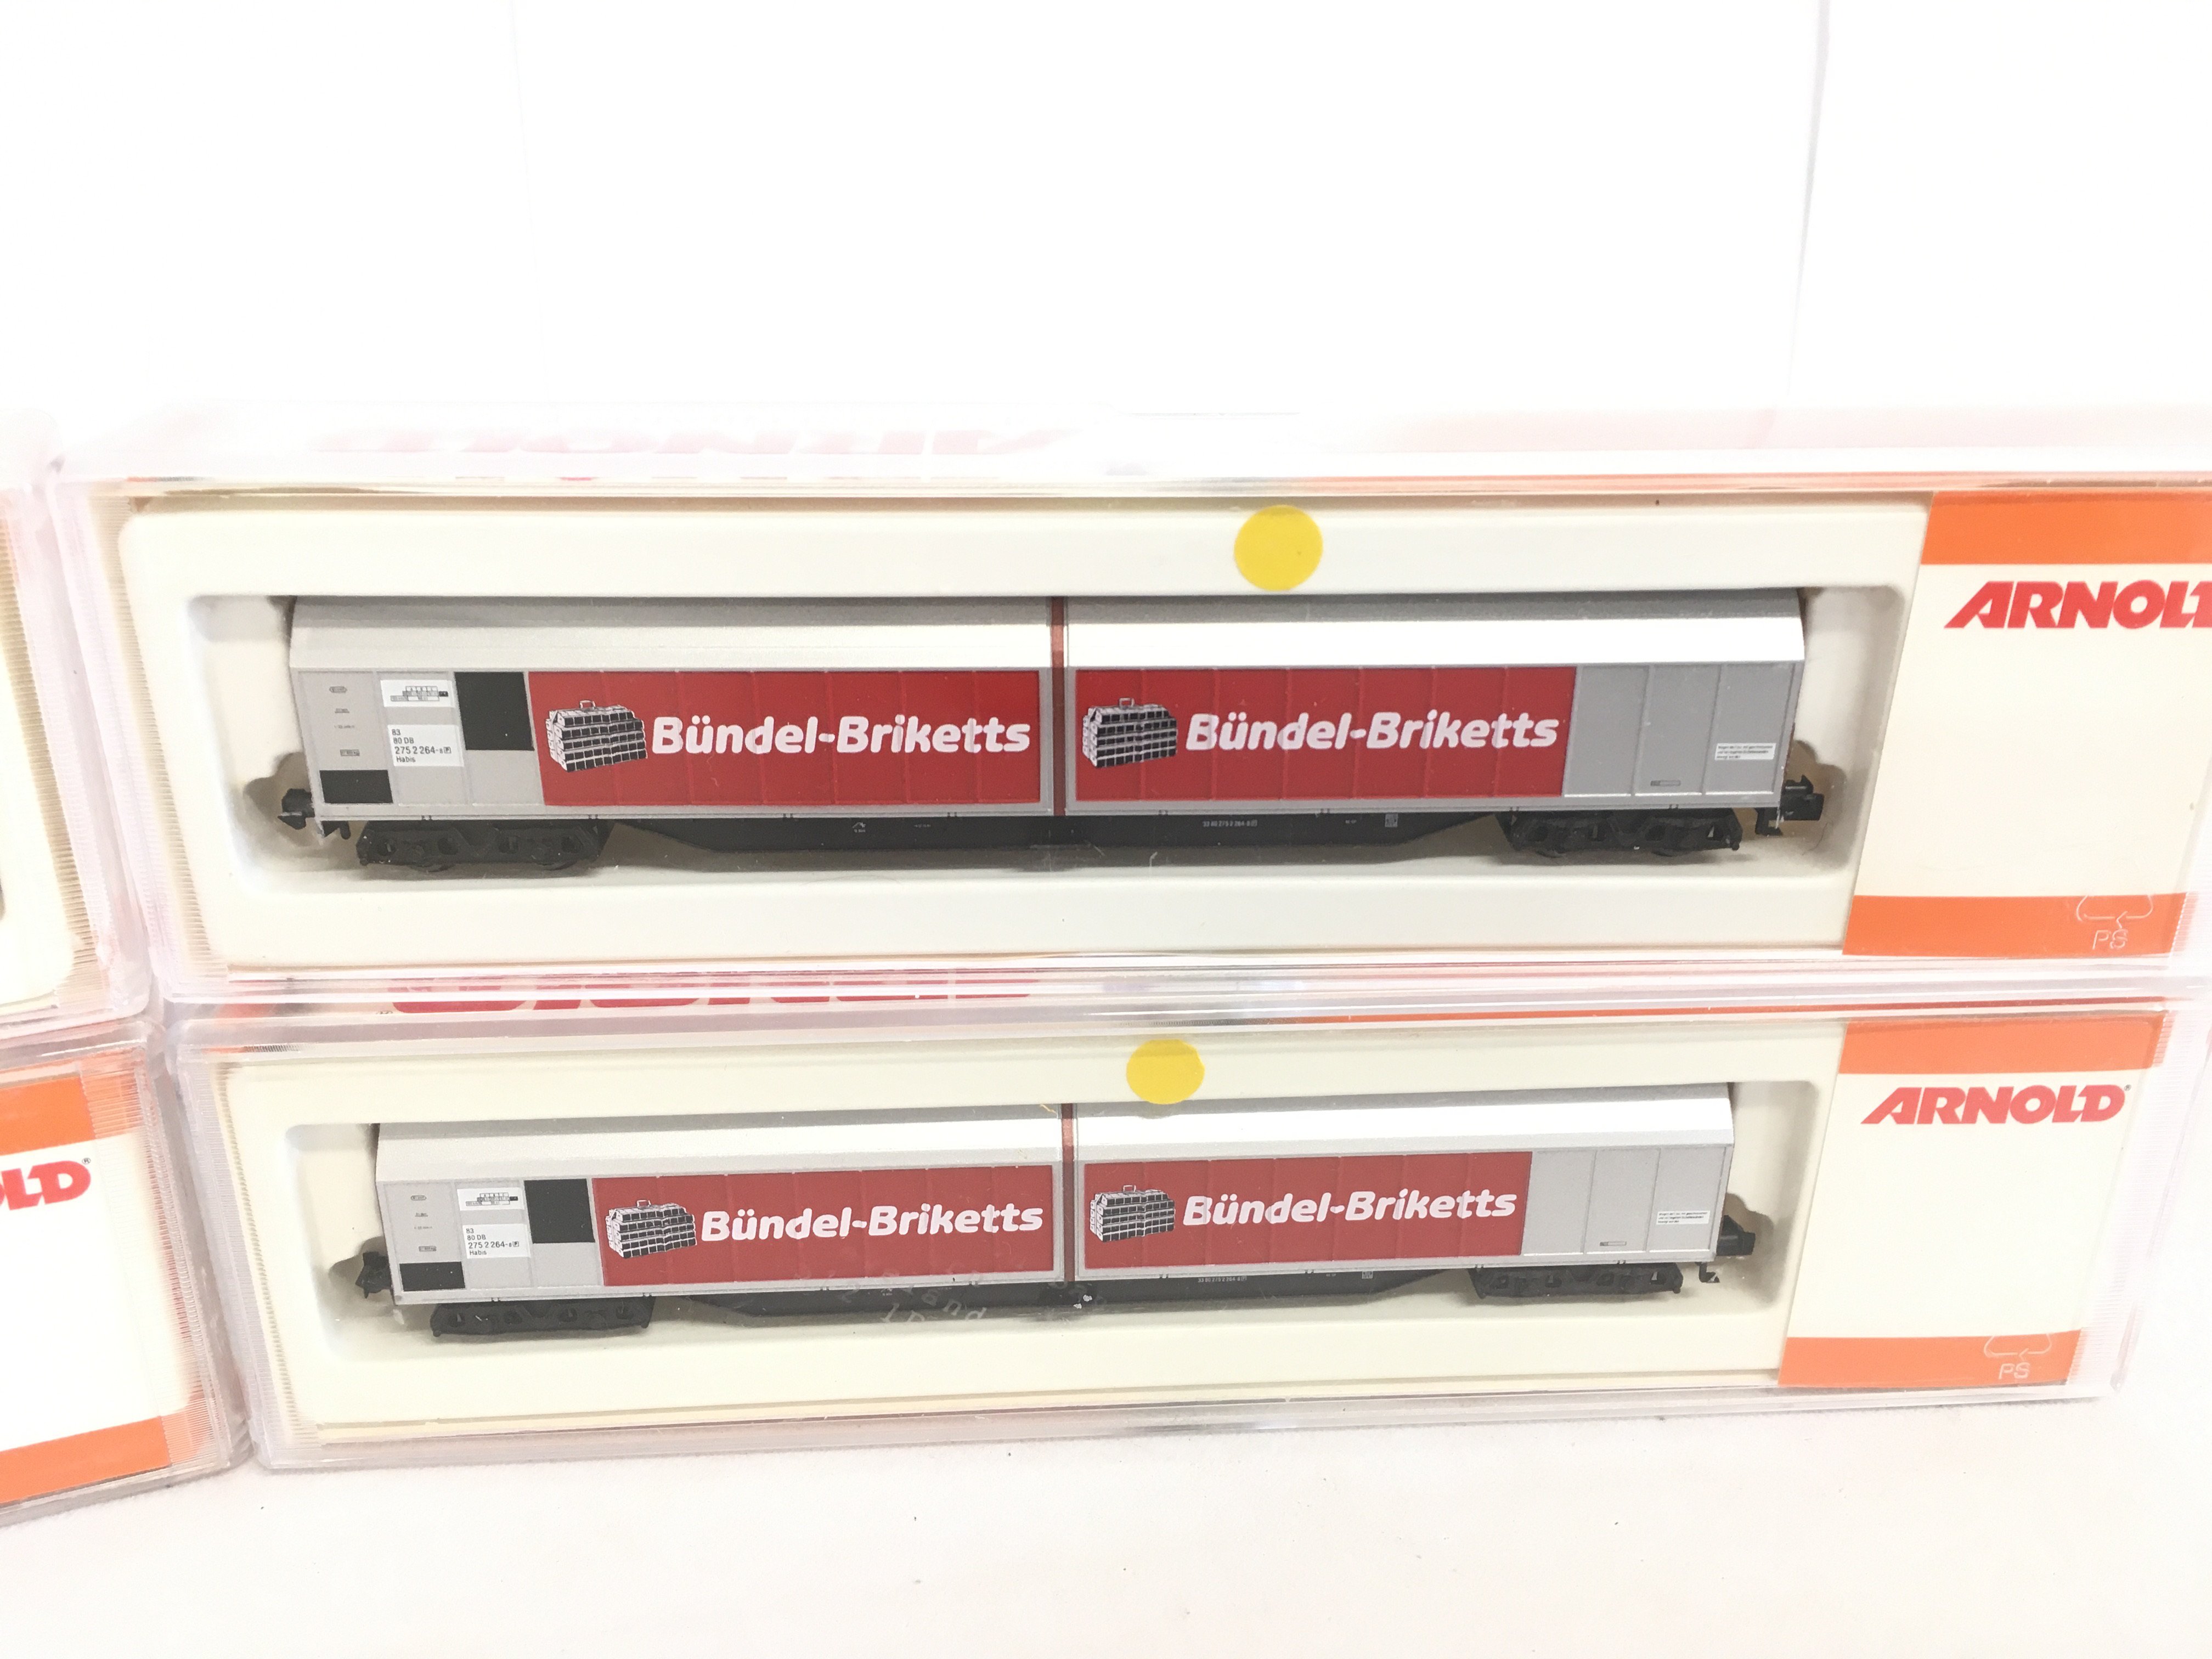 ARNOLD
83
80 DB
275 2 264-8 P
Habis
Bündel-Briketts
Bündel-Briketts
ARNOLD
PS
83
80 DB
275 2 264-8 P
Habis
Bündel-Briketts
Bündel-Briketts
ARNOLD®
PS
LD®